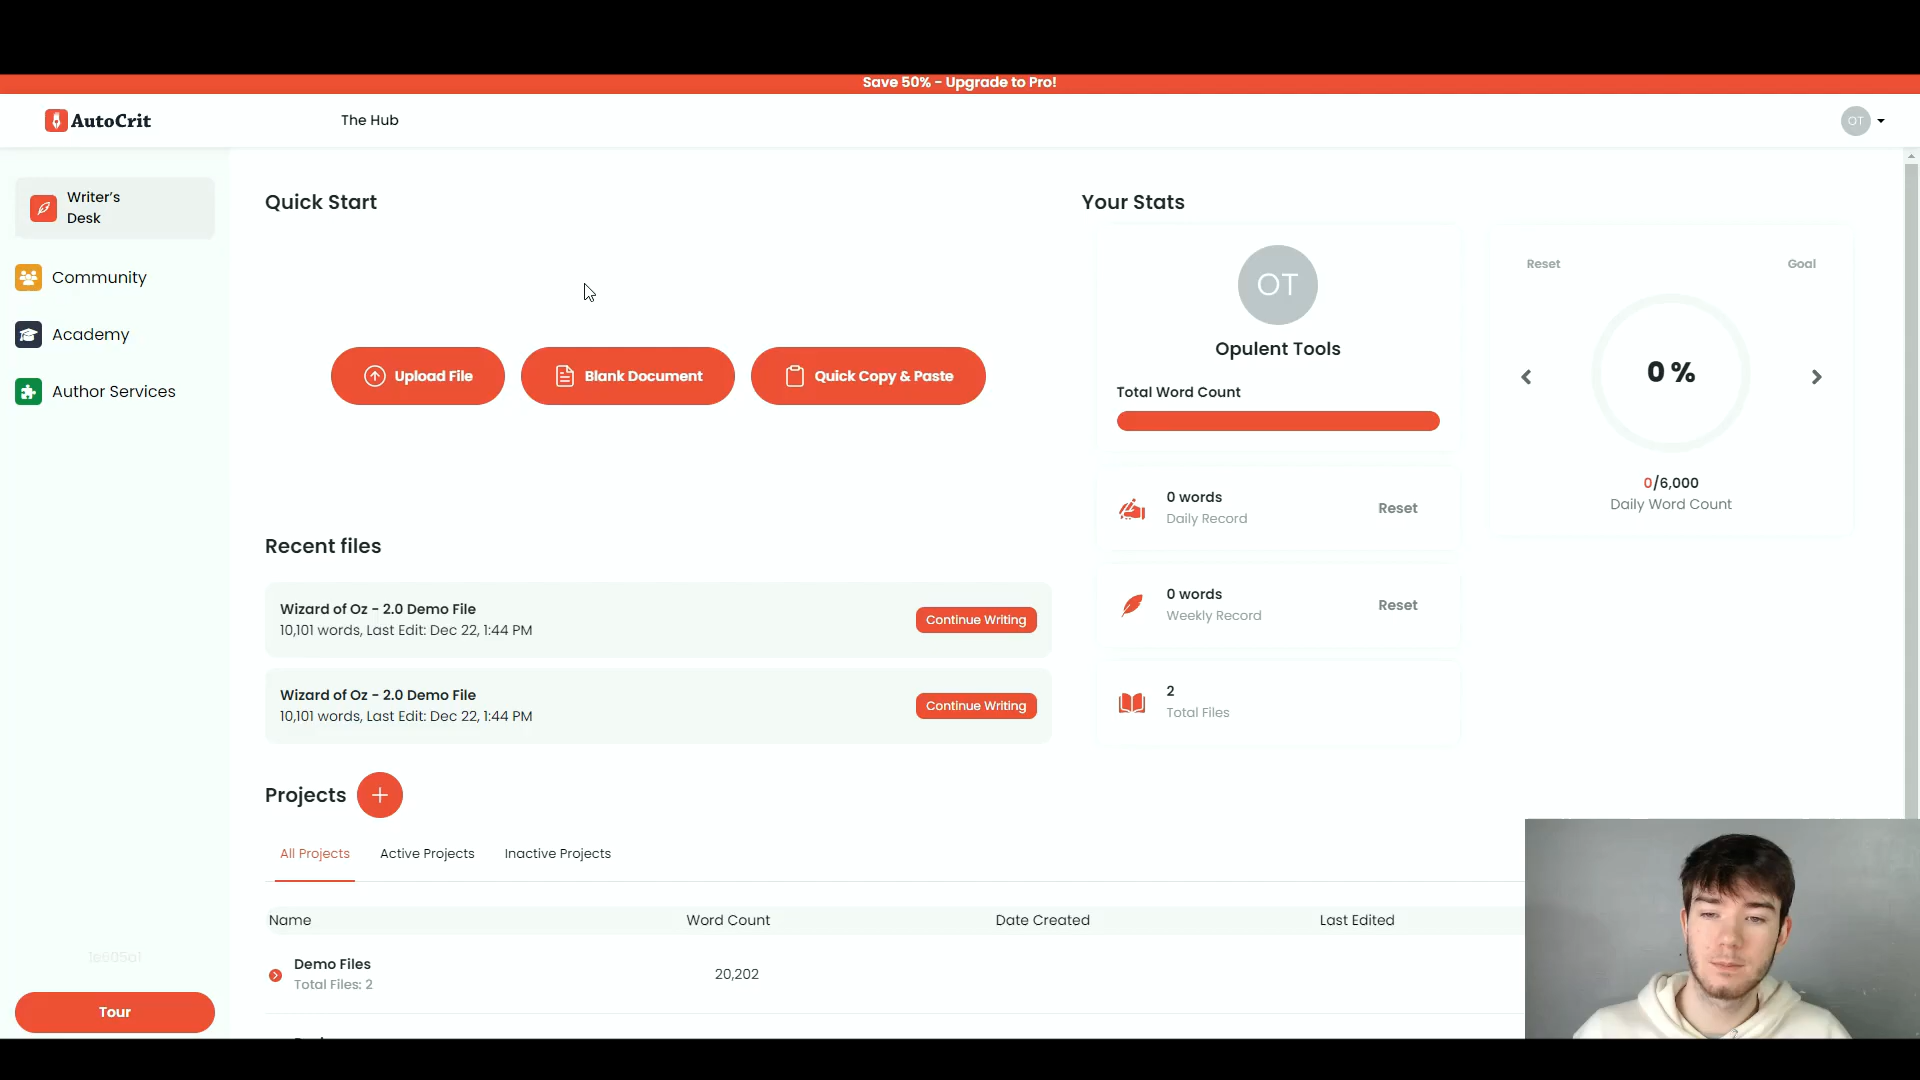 Save 50% - Upgrade to Pro!
AutoCrit
The Hub
OT
Writer's
Desk
Community
Academy
Author Services
1e605a1
Tour
Quick Start
Upload File
Blank Document
Quick Copy & Paste
Recent files
Wizard of Oz - 2.0 Demo File
10,101 words, Last Edit: Dec 22, 1:44 PM
Continue Writing
Wizard of Oz - 2.0 Demo File
10,101 words, Last Edit: Dec 22, 1:44 PM
Continue Writing
Your Stats
OT
Opulent Tools
Total Word Count
0 words
Daily Record
Reset
0 words
Weekly Record
Reset
2
Total Files
Reset
Goal
0 %
0/6,000
Daily Word Count
Projects
All Projects
Active Projects
Inactive Projects
Name
Word Count
Date Created
Last Edited
Demo Files
Total Files: 2
20,202